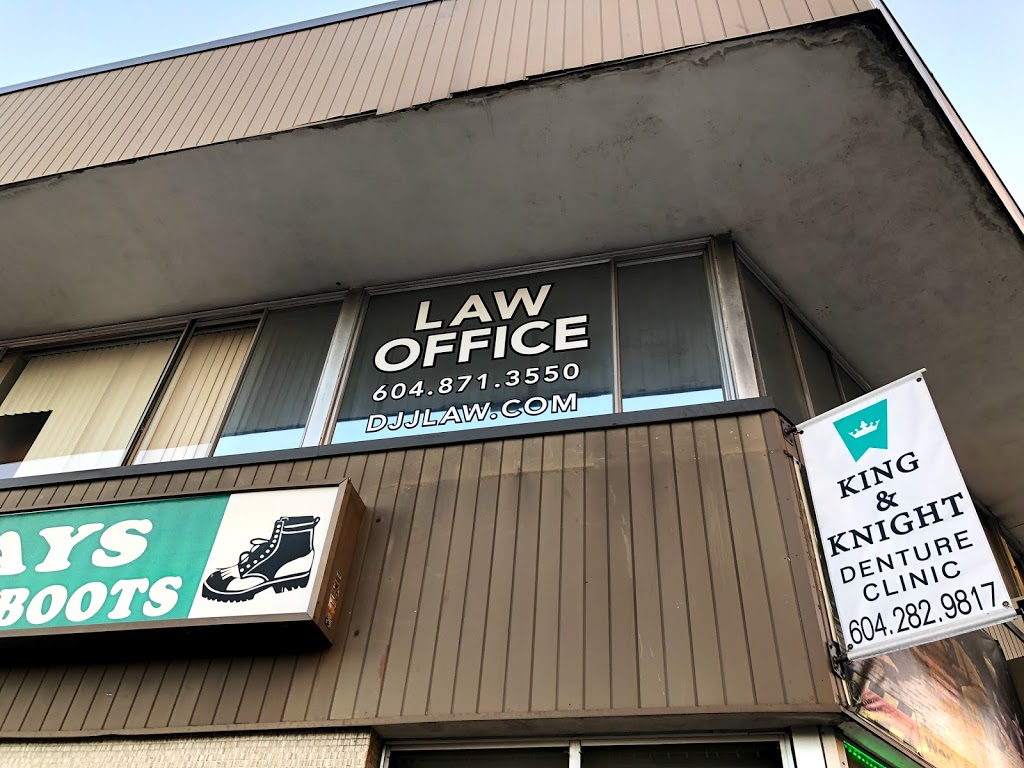 LAW
OFFICE
604.871.3550
DJJLAW.COM
AYS
BOOTS
KING
&
KNIGHT
DENTURE
CLINIC
604.282.9817